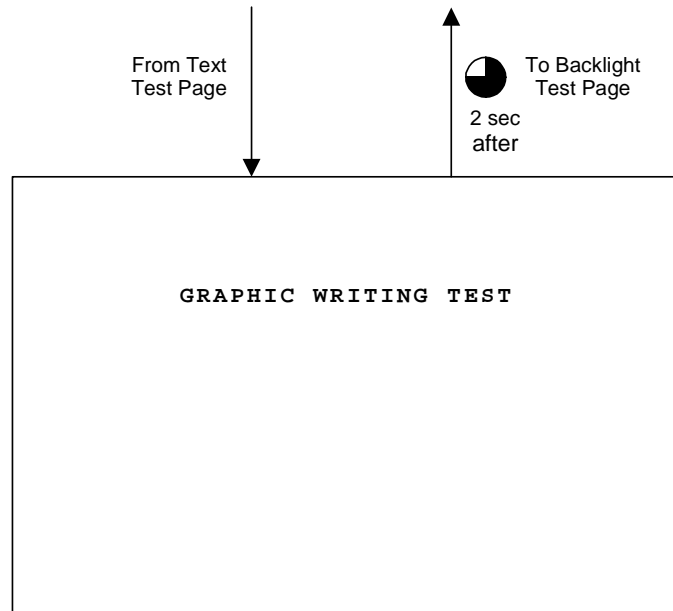 From Text
Test Page
To Backlight
Test Page
2 sec
after
GRAPHIC WRITING TEST